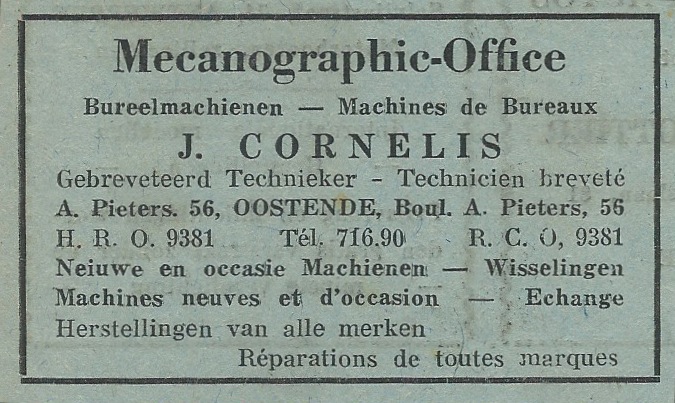 Mecanographic-Office
Bureelmachienen — Machines de Bureaux
J. CORNELIS
Gebreveteerd Technieker - Technicien breveté
A. Pieters. 56, OOSTENDE, Boul. A. Pieters, 56
H. R. O. 9381 Tél. 716.90 R. C. O, 9381
Neiuwe en occasie Machienen — Wisselingen
Machines neuves et d'occasion — Echange
Herstellingen van alle merken
Réparations de toutes marques